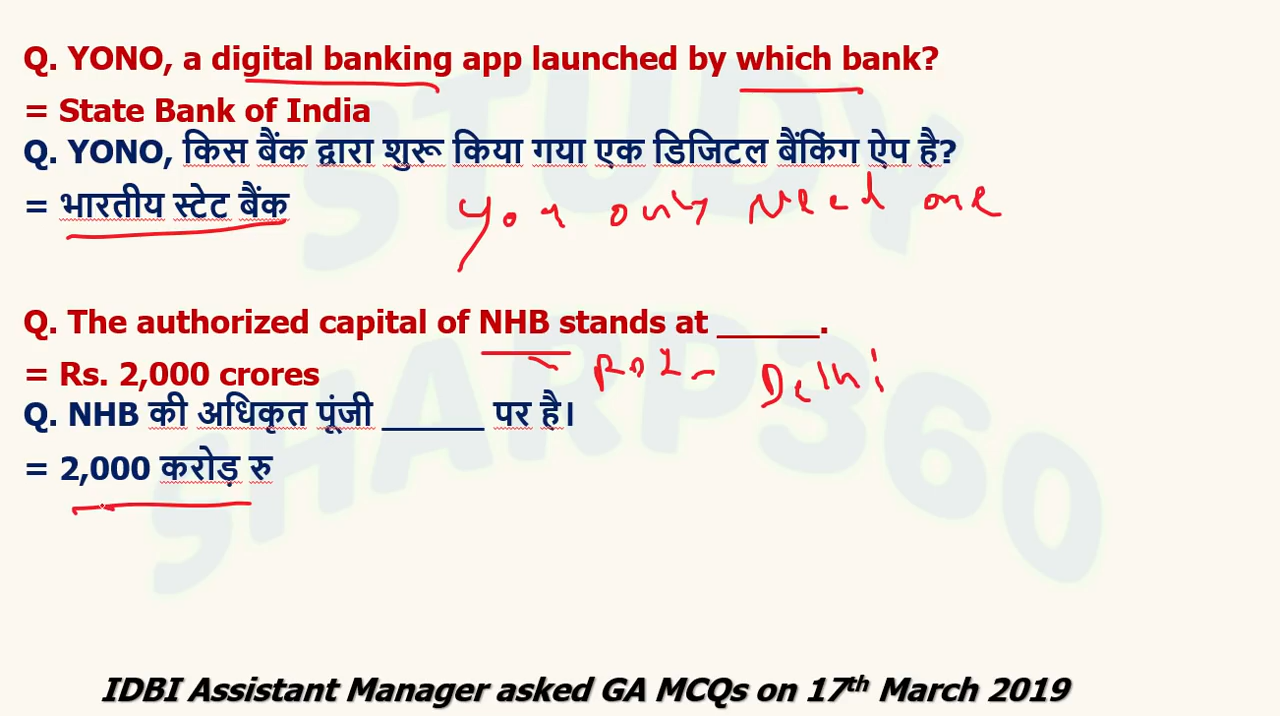 Q. YONO, a digital banking app launched by which bank?
= State Bank of India
Q. YONO, किस बैंक द्वारा शुरू किया गया एक डिजिटल बैंकिंग ऐप है?
= भारतीय स्टेट बैंक
You only Need one
Q. The authorized capital of NHB stands at ______.
= Rs. 2,000 crores
Delhi
Q. NHB की अधिकृत पूंजी ______ पर है।
= 2,000 करोड़ रु
STUDY
SHARP360
IDBI Assistant Manager asked GA MCQs on 17th March 2019